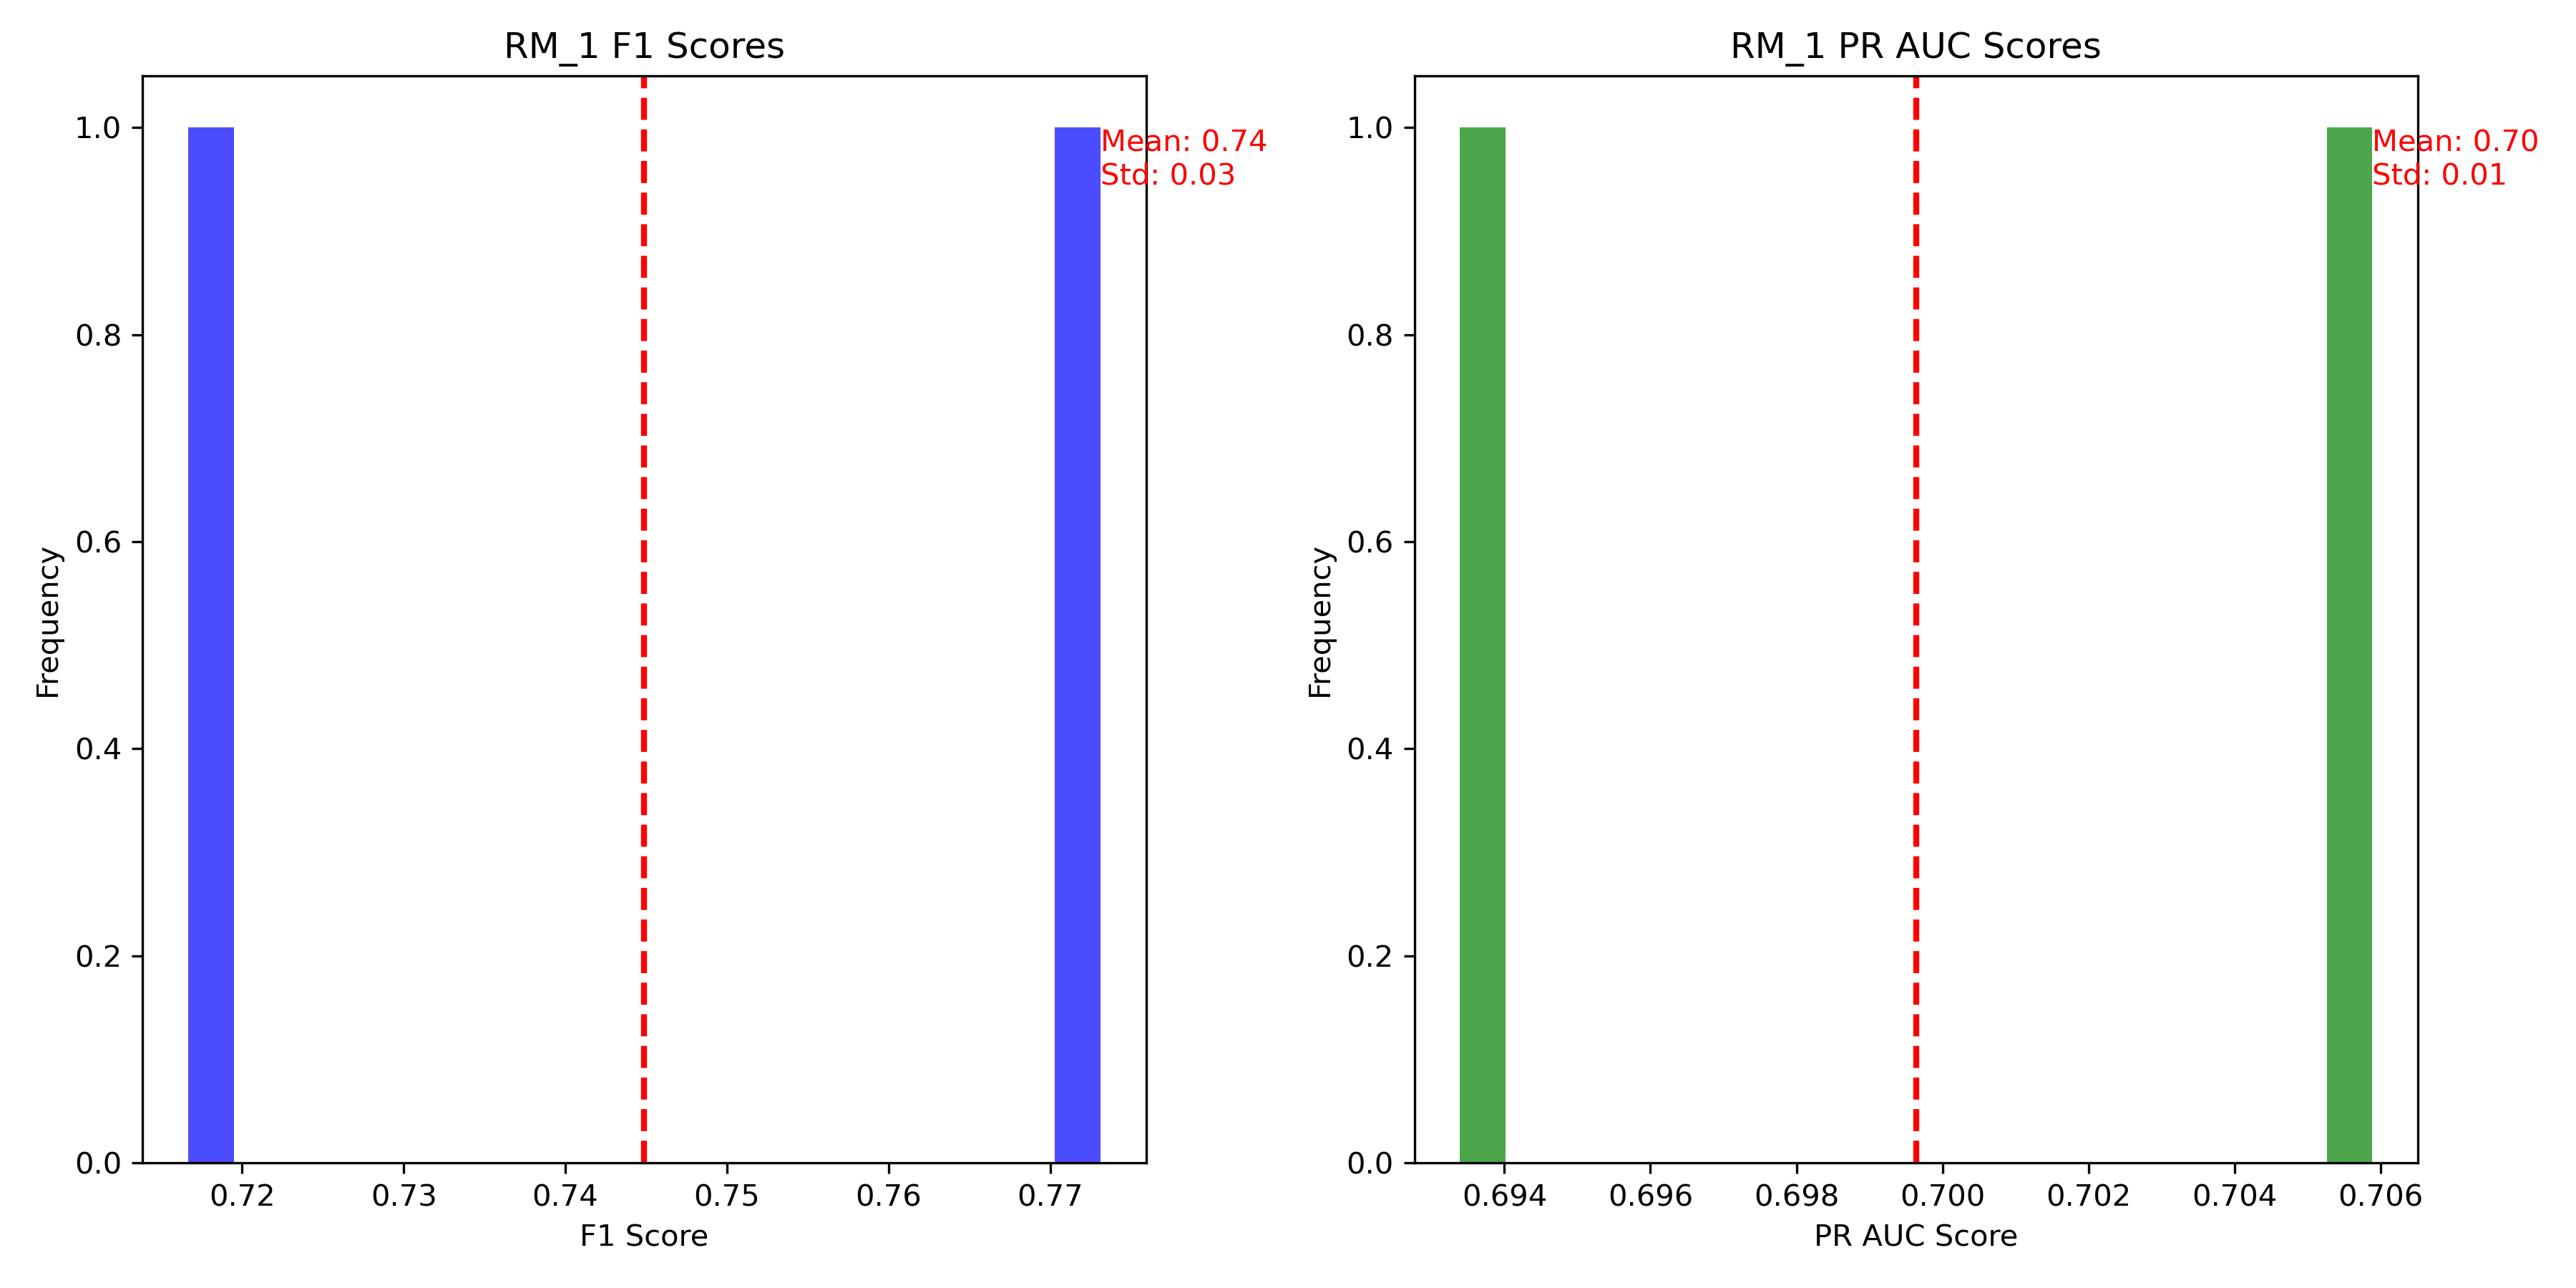 RM_1 F1 Scores
1.0
0.8
0.6
0.4
0.2
0.0
Frequency
Mean: 0.74
Std: 0.03
0.72 0.73 0.74 0.75 0.76 0.77
F1 Score
RM_1 PR AUC Scores
1.0
0.8
0.6
0.4
0.2
0.0
Frequency
Mean: 0.70
Std: 0.01
0.694 0.696 0.698 0.700 0.702 0.704 0.706
PR AUC Score